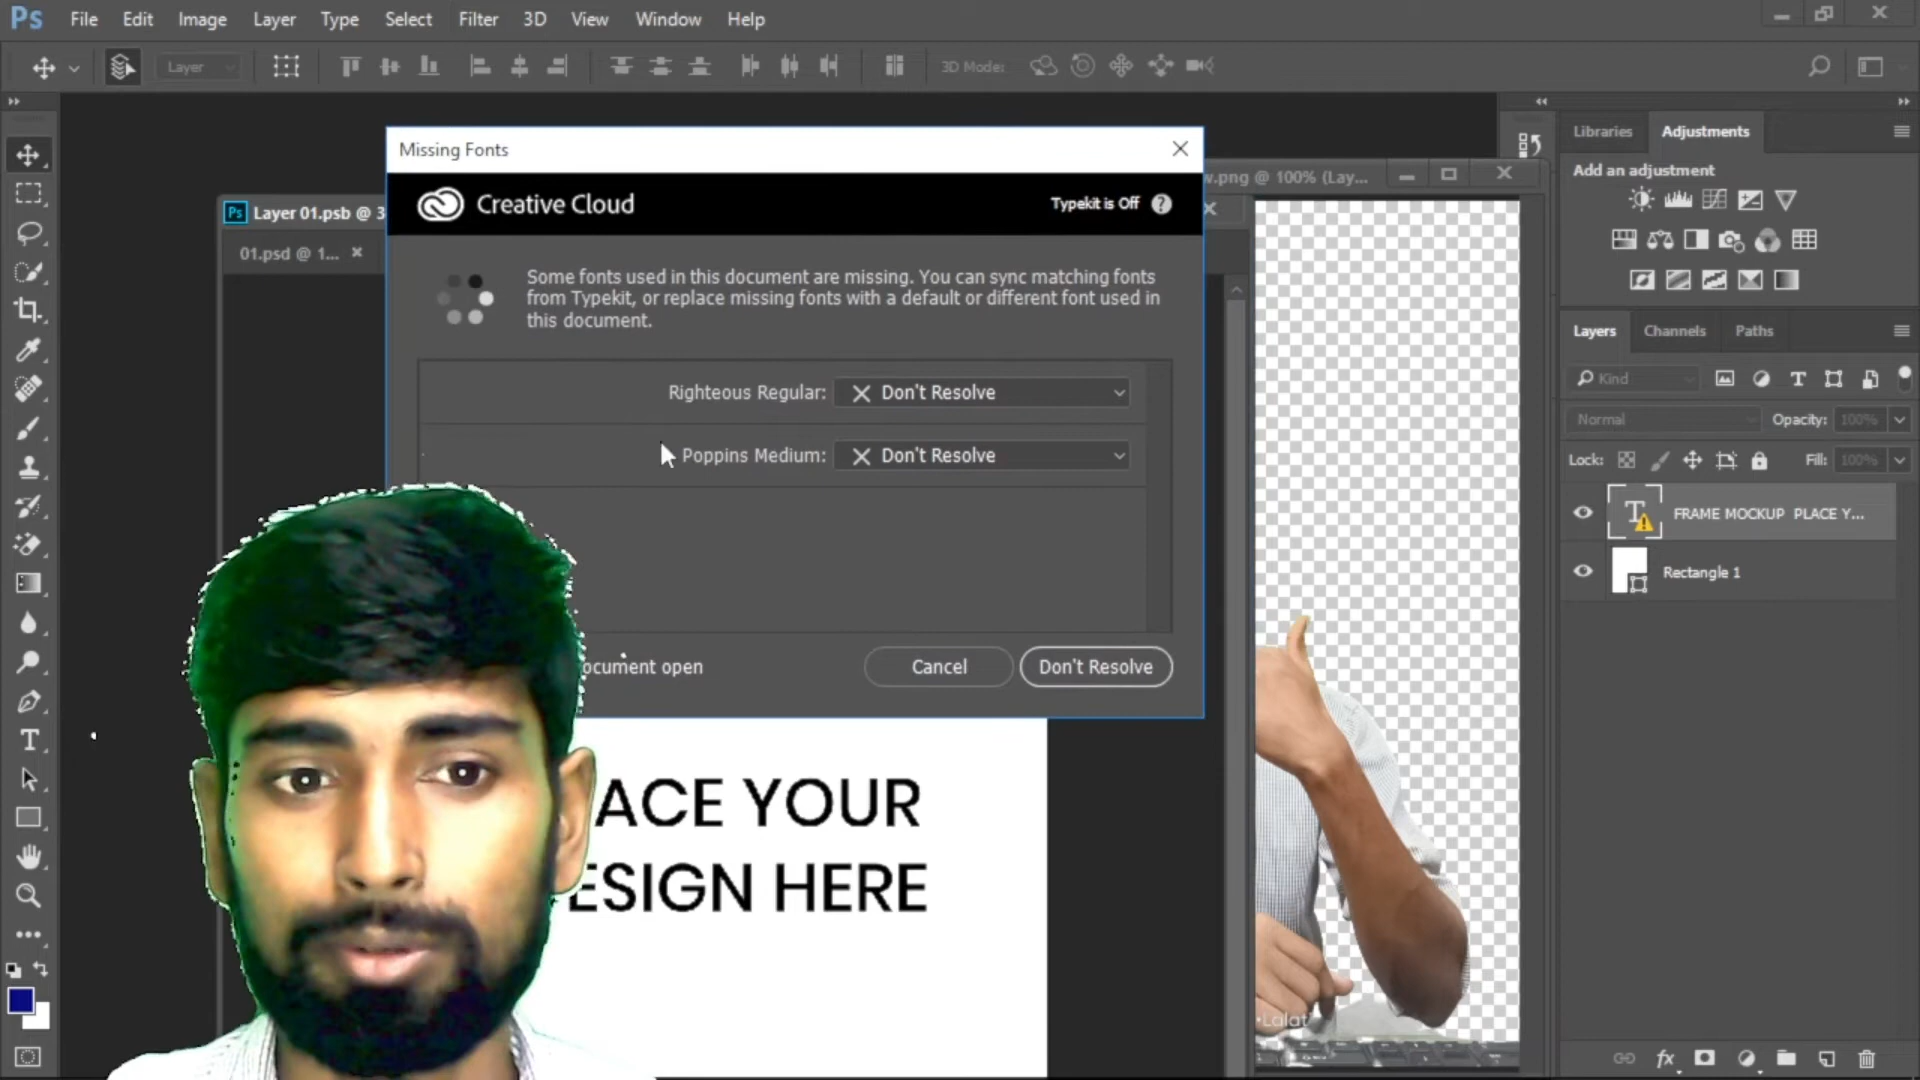 Ps File Edit Image Layer Type Select Filter 3D View Window Help
Layer 3D Mode:
Missing Fonts
Creative Cloud Typekit is Off ?
Some fonts used in this document are missing. You can sync matching fonts
from Typekit, or replace missing fonts with a default or different font used in
this document.
Righteous Regular: Don't Resolve
Poppins Medium: Don't Resolve
ocument open Cancel Don't Resolve
Ps Layer 01.psb @ 3
01.psd @ 1...
w.png @ 100% (Lay...
ACE YOUR
ESIGN HERE
Lalat
Libraries Adjustments
Add an adjustment
Layers Channels Paths
Kind
Normal Opacity: 100%
Lock: Fill: 100%
FRAME MOCKUP PLACE Y...
Rectangle 1
fx